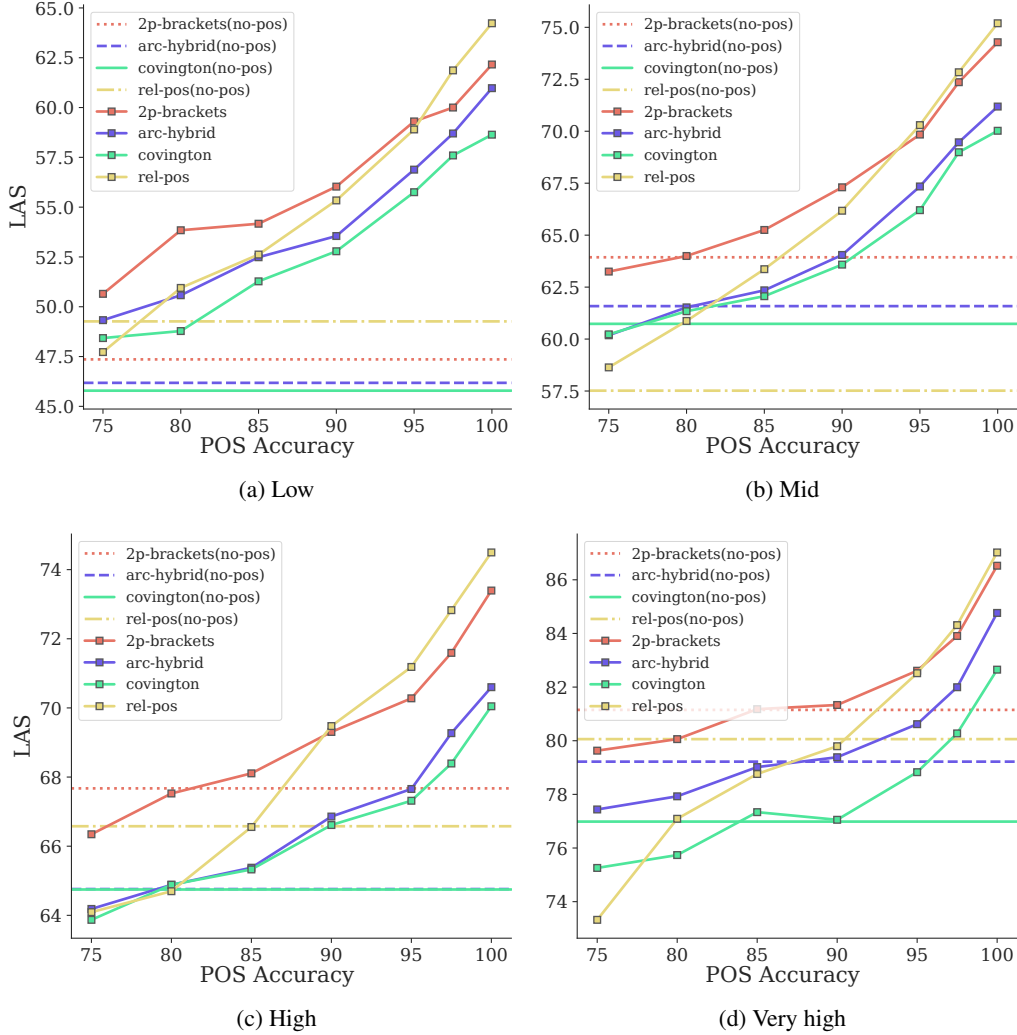 65.0
62.5
60.0
57.5
55.0
52.5
50.0
47.5
45.0
LAS
2p-brackets(no-pos)
arc-hybrid(no-pos)
covington(no-pos)
rel-pos(no-pos)
2p-brackets
arc-hybrid
covington
rel-pos
75 80 85 90 95 100
POS Accuracy
(a) Low
75.0
72.5
70.0
67.5
65.0
62.5
60.0
57.5
2p-brackets(no-pos)
arc-hybrid(no-pos)
covington(no-pos)
rel-pos(no-pos)
2p-brackets
arc-hybrid
covington
rel-pos
75 80 85 90 95 100
POS Accuracy
(b) Mid
74
72
70
68
66
64
LAS
2p-brackets(no-pos)
arc-hybrid(no-pos)
covington(no-pos)
rel-pos(no-pos)
2p-brackets
arc-hybrid
covington
rel-pos
75 80 85 90 95 100
POS Accuracy
(c) High
86
84
82
80
78
76
74
2p-brackets(no-pos)
arc-hybrid(no-pos)
covington(no-pos)
rel-pos(no-pos)
2p-brackets
arc-hybrid
covington
rel-pos
75 80 85 90 95 100
POS Accuracy
(d) Very high